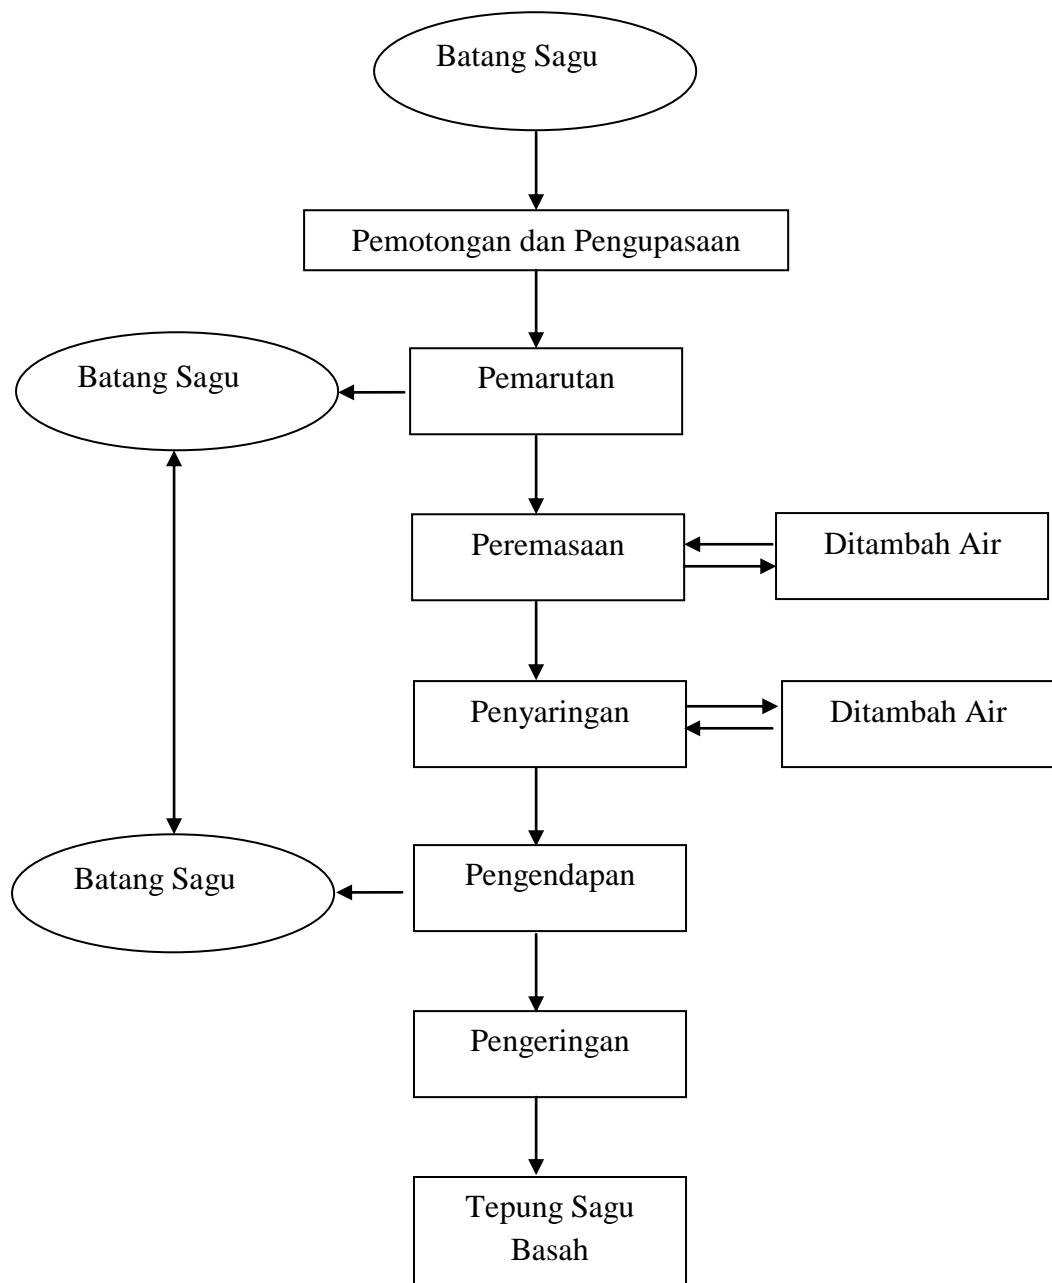 Batang Sagu
Pemotongan dan Pengupasaan
Batang Sagu
Pemarutan
Peremasaan
Ditambah Air
Penyaringan
Ditambah Air
Batang Sagu
Pengendapan
Pengeringan
Tepung Sagu
Basah